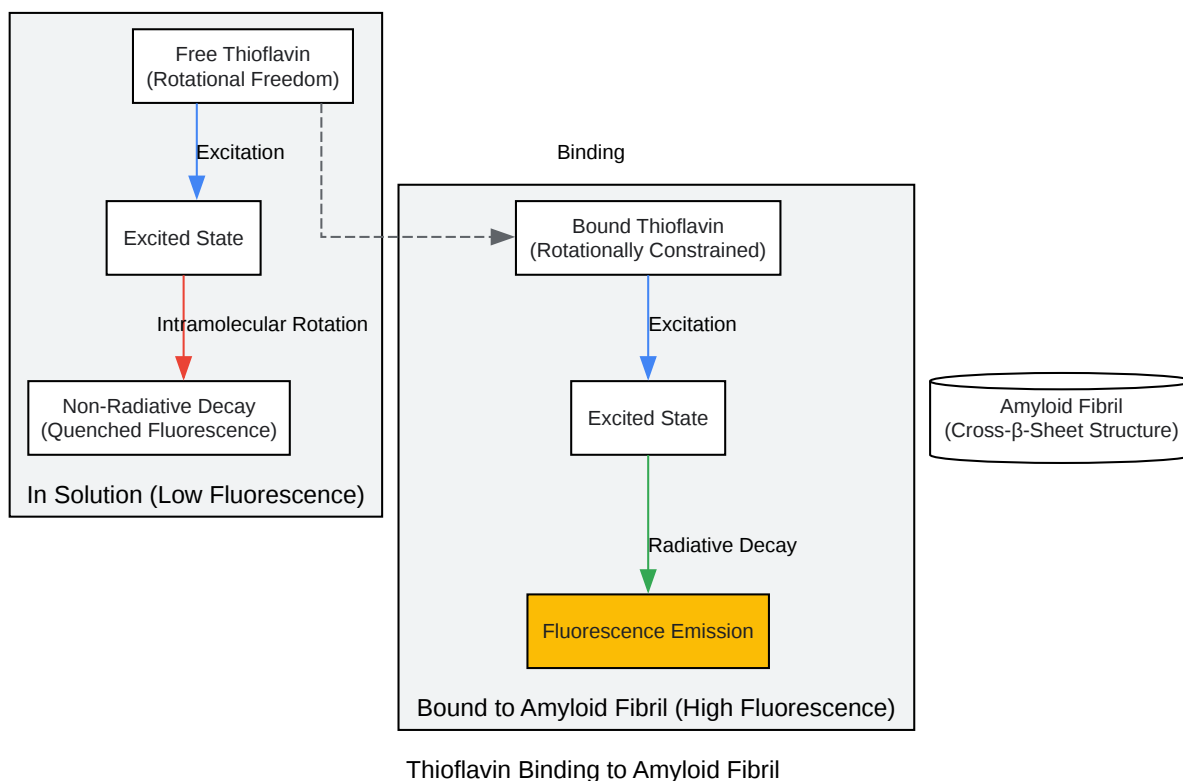 Free Thioflavin
(Rotational Freedom)
Excitation
Excited State
Intramolecular Rotation
Non-Radiative Decay
(Quenched Fluorescence)
In Solution (Low Fluorescence)
Binding
Bound Thioflavin
(Rotationally Constrained)
Excitation
Excited State
Radiative Decay
Fluorescence Emission
Bound to Amyloid Fibril (High Fluorescence)
Amyloid Fibril
(Cross-β-Sheet Structure)
Thioflavin Binding to Amyloid Fibril